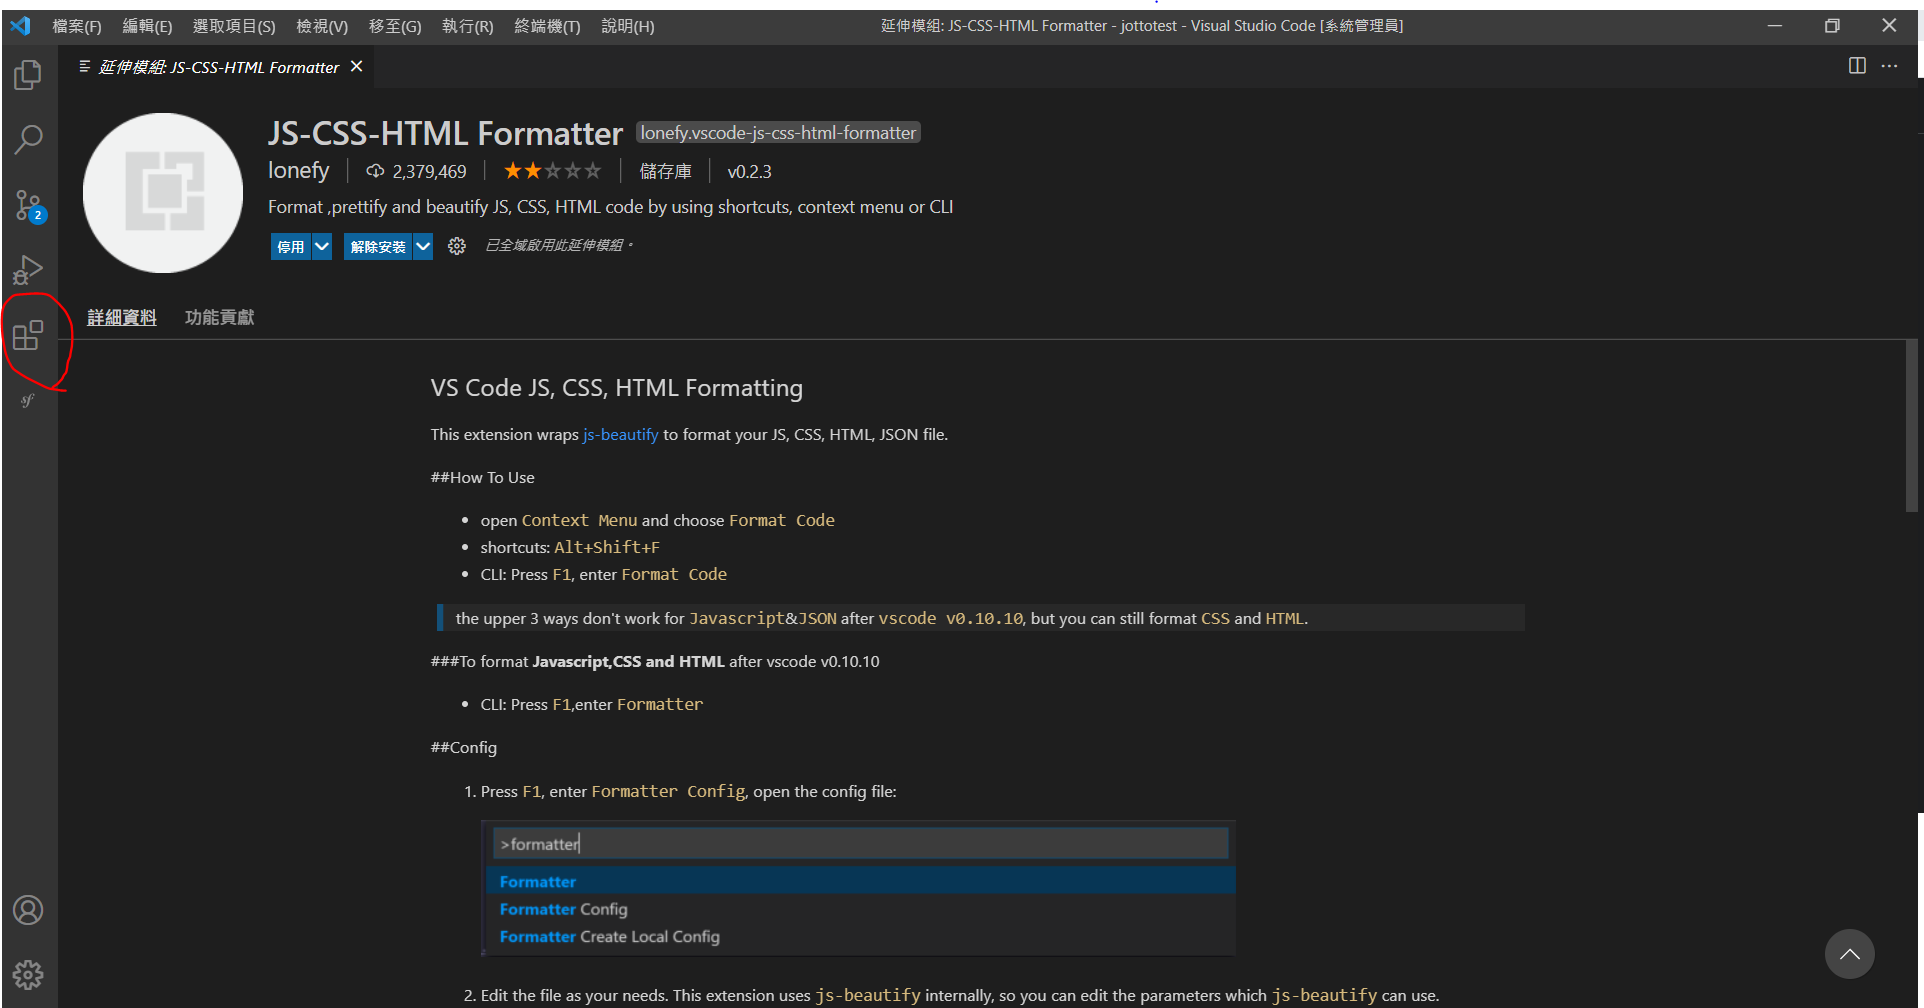 檔案(F) 編輯(E) 選取項目(S) 檢視(V) 移至(G) 執行(R) 終端機(T) 說明(H) 延伸模組: JS-CSS-HTML Formatter - jottotest - Visual Studio Code [系統管理員]
延伸模組: JS-CSS-HTML Formatter
JS-CSS-HTML Formatter lonefy.vscode-js-css-html-formatter
lonefy 2,379,469 儲存庫 v0.2.3
Format ,prettify and beautify JS, CSS, HTML code by using shortcuts, context menu or CLI
2
停用 解除安裝 已全域啟用此延伸模組。
詳細資料 功能貢獻
VS Code JS, CSS, HTML Formatting
sf
This extension wraps js-beautify to format your JS, CSS, HTML, JSON file.
##How To Use
• open Context Menu and choose Format Code
• shortcuts: Alt+Shift+F
• CLI: Press F1, enter Format Code
the upper 3 ways don't work for Javascript&JSON after vscode v0.10.10, but you can still format CSS and HTML.
###To format Javascript,CSS and HTML after vscode v0.10.10
• CLI: Press F1,enter Formatter
##Config
1. Press F1, enter Formatter Config, open the config file:
>formatter
Formatter
Formatter Config
Formatter Create Local Config
2. Edit the file as your needs. This extension uses js-beautify internally, so you can edit the parameters which js-beautify can use.